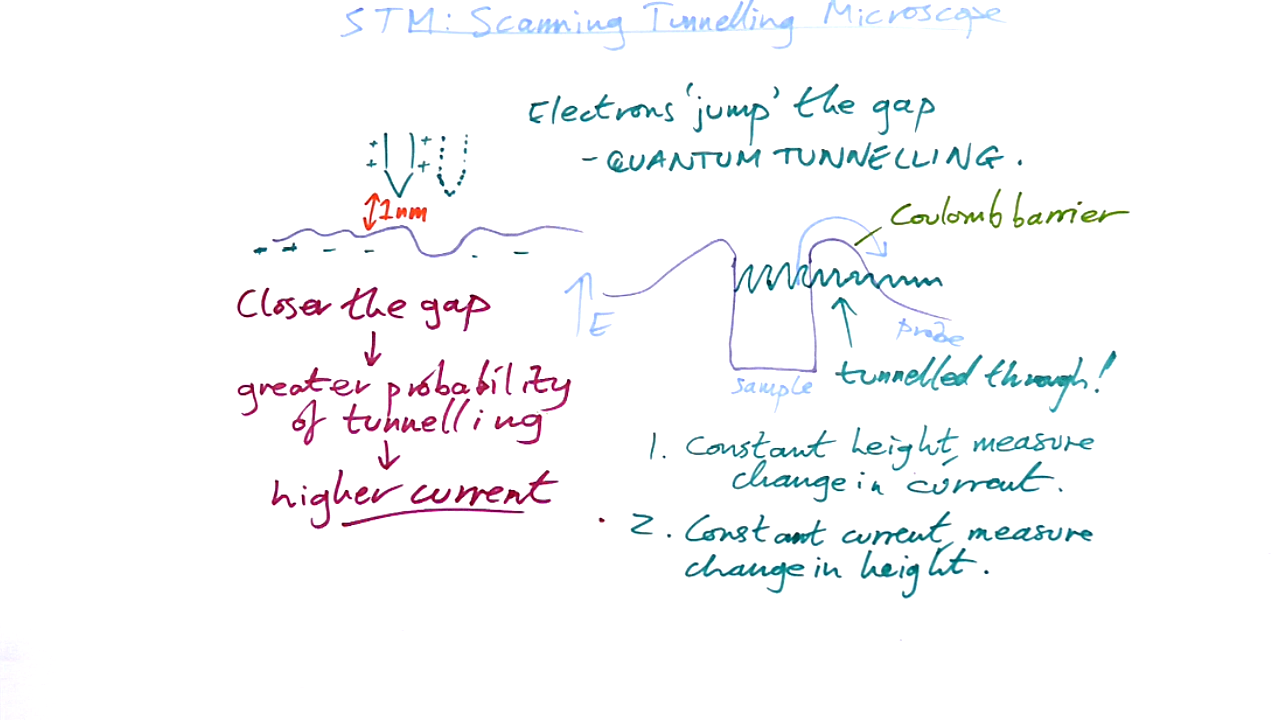 STM: Scanning Tunnelling Microscope
Electrons 'jump' the gap
- QUANTUM TUNNELLING.
+ +
+ +
1nm
- -
Coulomb barrier
E
probe
sample
tunnelled through!
Closer the gap
greater probability
of tunnelling
higher current
1. Constant height, measure
change in current.
2. Constant current, measure
change in height.